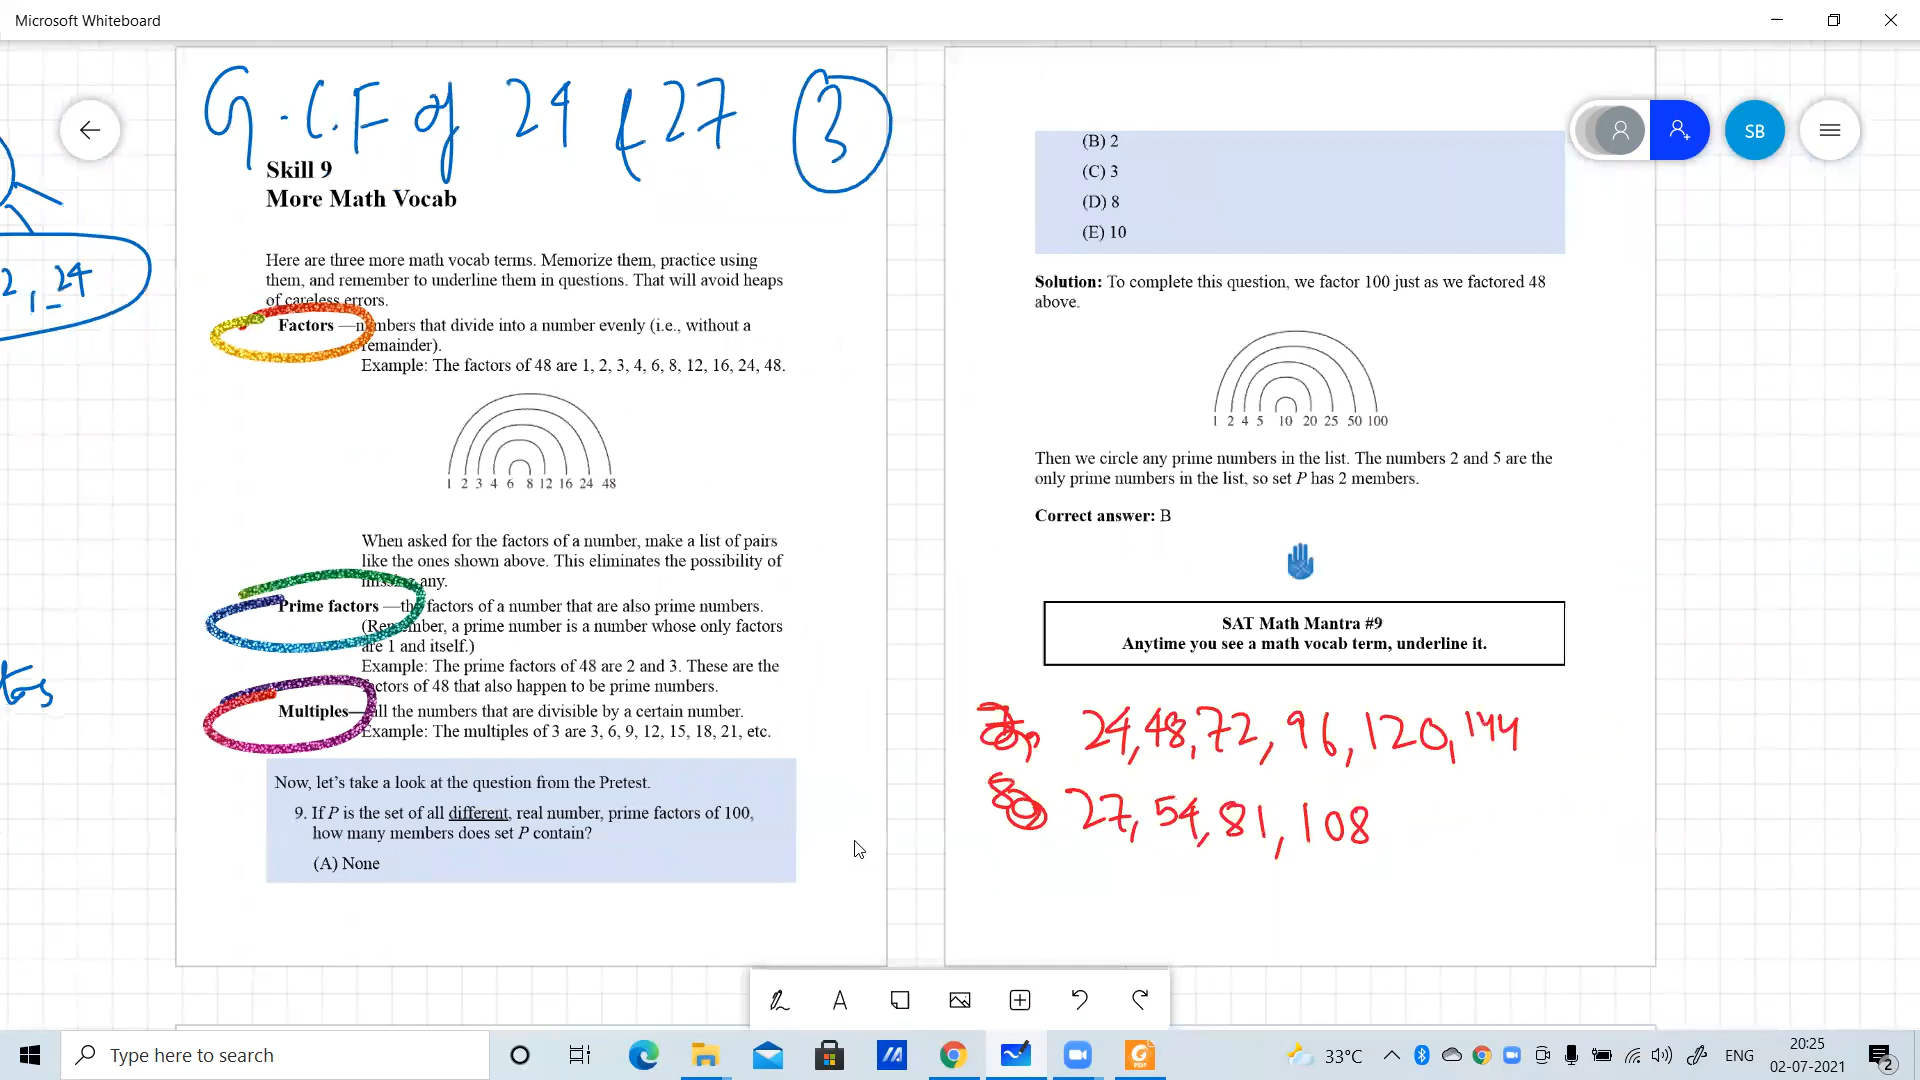 Microsoft Whiteboard
G.C.F of 24 & 27 3
Skill 9
More Math Vocab
Here are three more math vocab terms. Memorize them, practice using
them, and remember to underline them in questions. That will avoid heaps
of careless errors.
Factors —numbers that divide into a number evenly (i.e., without a
remainder).
Example: The factors of 48 are 1, 2, 3, 4, 6, 8, 12, 16, 24, 48.
1 2 3 4 6 8 12 16 24 48
When asked for the factors of a number, make a list of pairs
like the ones shown above. This eliminates the possibility of
missing any.
Prime factors —the factors of a number that are also prime numbers.
(Remember, a prime number is a number whose only factors
are 1 and itself.)
Example: The prime factors of 48 are 2 and 3. These are the
factors of 48 that also happen to be prime numbers.
Multiples—all the numbers that are divisible by a certain number.
Example: The multiples of 3 are 3, 6, 9, 12, 15, 18, 21, etc.
Now, let's take a look at the question from the Pretest.
9. If P is the set of all different, real number, prime factors of 100,
how many members does set P contain?
(A) None
2, 24
tos
(B) 2
(C) 3
(D) 8
(E) 10
SB
Solution: To complete this question, we factor 100 just as we factored 48
above.
1 2 4 5 10 20 25 50 100
Then we circle any prime numbers in the list. The numbers 2 and 5 are the
only prime numbers in the list, so set P has 2 members.
Correct answer: B
SAT Math Mantra #9
Anytime you see a math vocab term, underline it.
24, 48, 72, 96, 120, 144
27, 54, 81, 108
Type here to search
33°C
ENG
20:25
02-07-2021
2